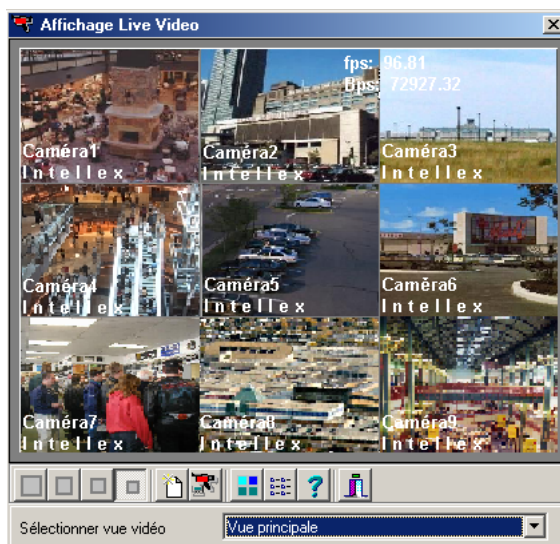 Affichage Live Video
fps: 96.81
Bps: 72927.32
Caméra1
Intellex
Caméra2
Intellex
Caméra3
Intellex
Caméra4
Intellex
Caméra5
Intellex
Caméra6
Intellex
Caméra7
Intellex
Caméra8
Intellex
Caméra9
Intellex
?
Sélectionner vue vidéo
Vue principale